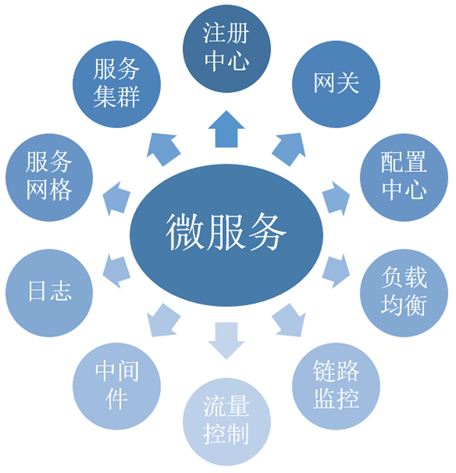 注册
中心
网关
配置
中心
负载
均衡
链路
监控
流量
控制
中间
件
日志
服务
网格
服务
集群
微服务